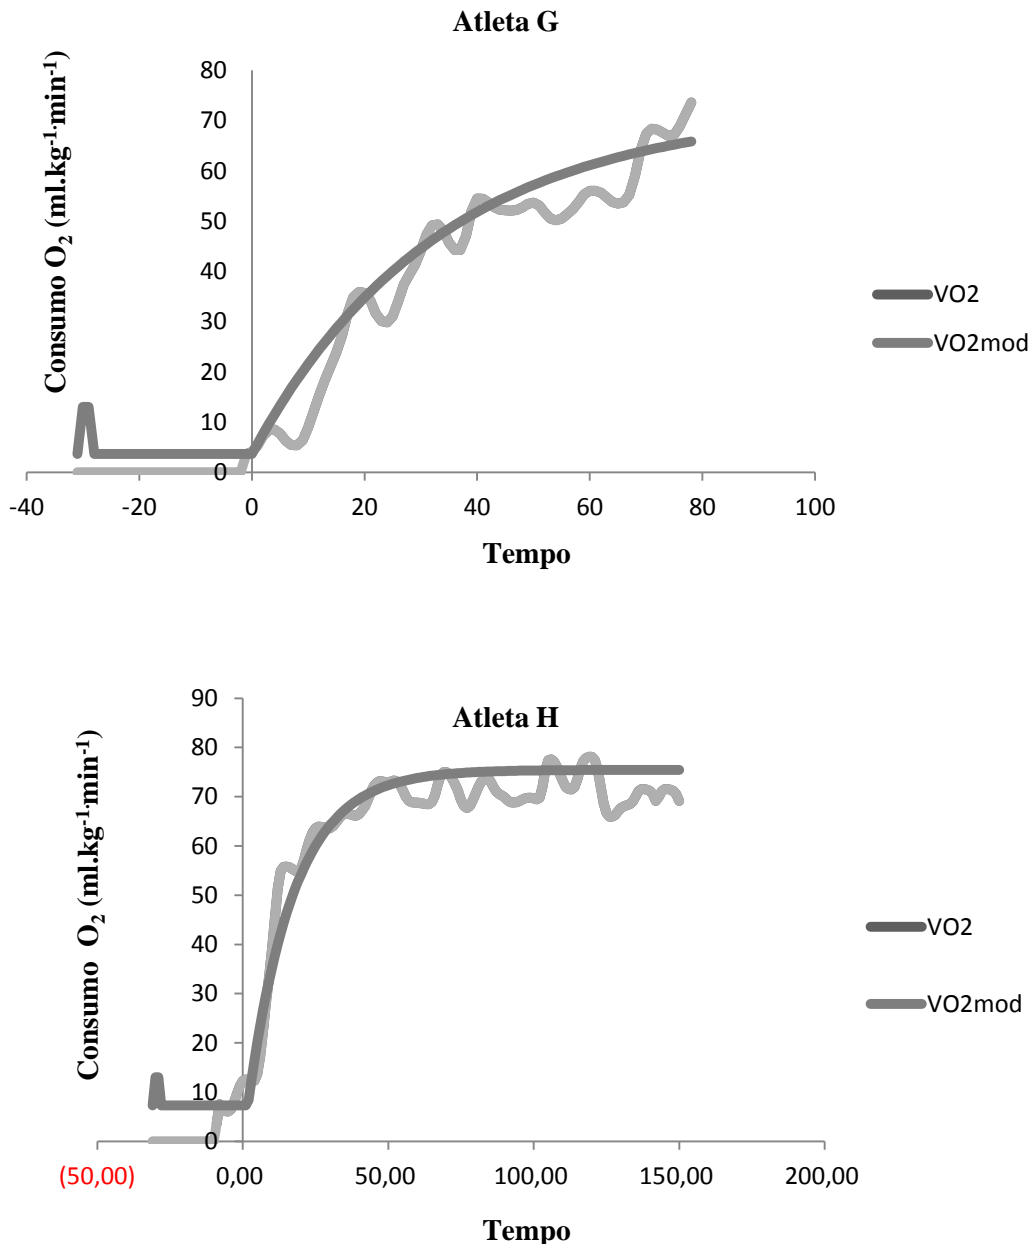 Atleta G
Consumo O₂ (ml.kg⁻¹·min⁻¹)
80
70
60
50
40
30
20
10
0
-40 -20 0 20 40 60 80 100
Tempo
VO2
VO2mod
Atleta H
Consumo O₂ (ml.kg⁻¹·min⁻¹)
90
80
70
60
50
40
30
20
10
0
(50,00) 0,00 50,00 100,00 150,00 200,00
Tempo
VO2
VO2mod